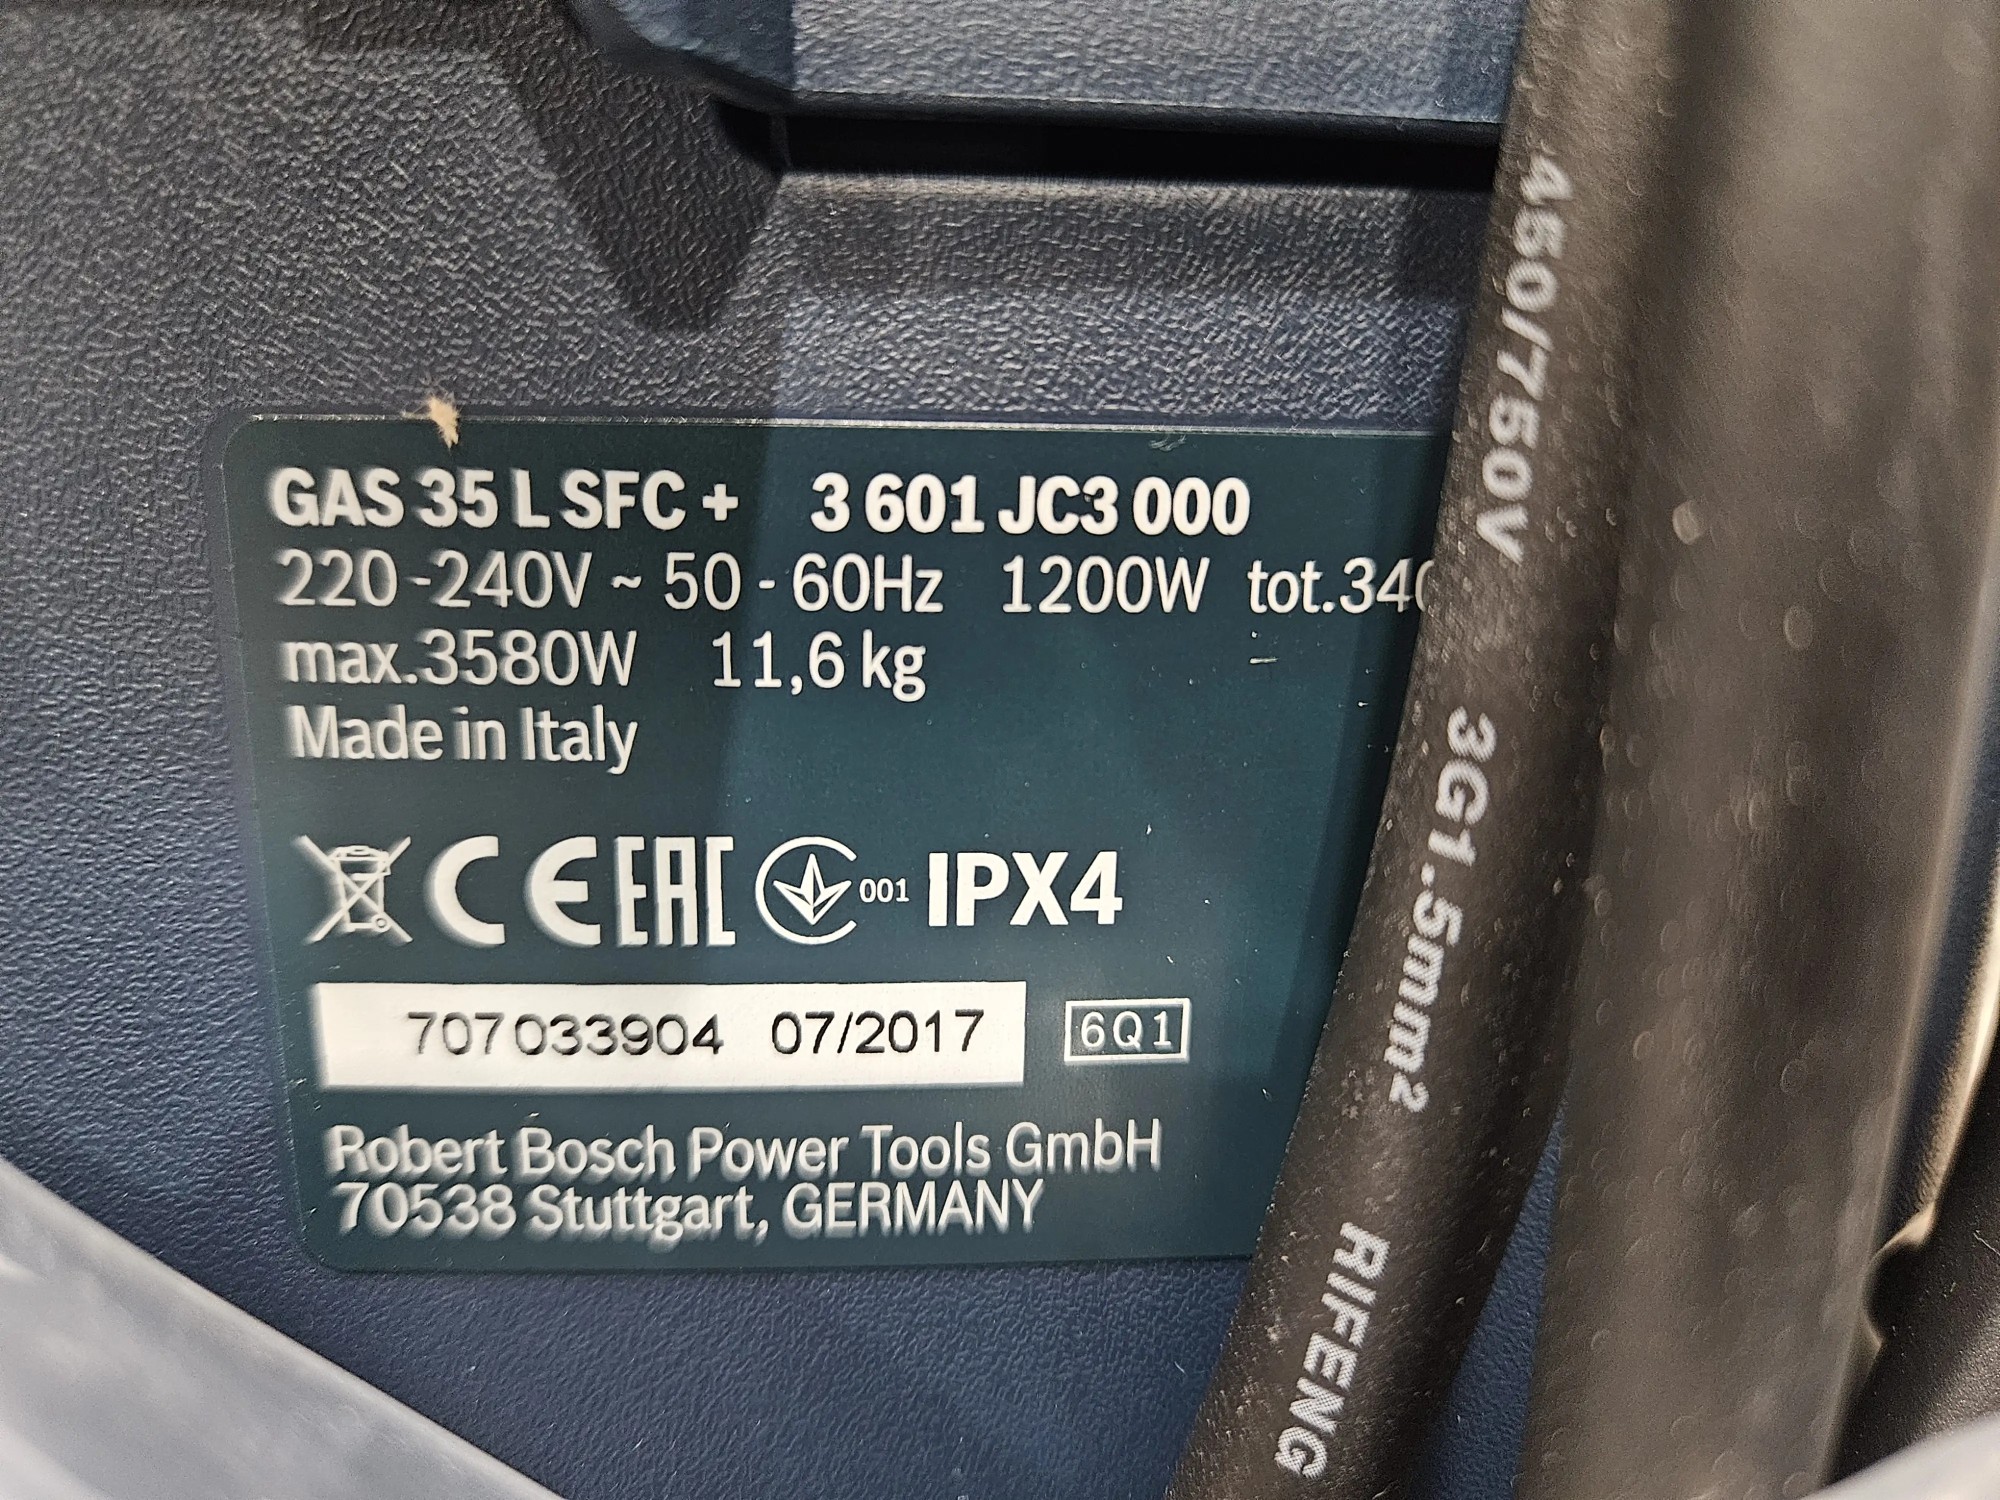 GAS 35 L SFC + 3 601 JC3 000
220 - 240V ~ 50 - 60Hz 1200W tot.340
max.3580W 11,6 kg
Made in Italy
CE EAC 001 IPX4
707033904 07/2017 6Q1
Robert Bosch Power Tools GmbH
70538 Stuttgart, GERMANY
450/750V 3G1.5mm2 RIFENG